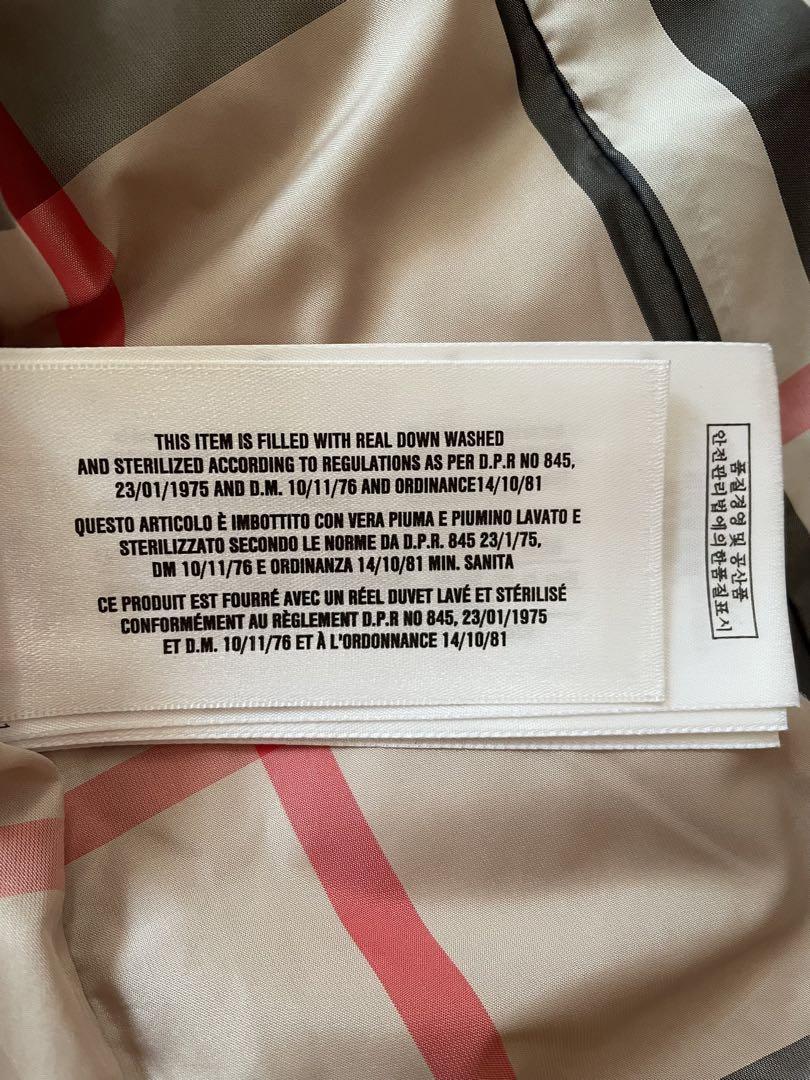 THIS ITEM IS FILLED WITH REAL DOWN WASHED
AND STERILIZED ACCORDING TO REGULATIONS AS PER D.P.R NO 845,
23/01/1975 AND D.M. 10/11/76 AND ORDINANCE14/10/81
QUESTO ARTICOLO È IMBOTTITO CON VERA PIUMA E PIUMINO LAVATO E
STERILIZZATO SECONDO LE NORME DA D.P.R. 845 23/1/75,
DM 10/11/76 E ORDINANZA 14/10/81 MIN. SANITA
CE PRODUIT EST FOURRÉ AVEC UN RÉEL DUVET LAVÉ ET STÉRILISÉ
CONFORMÉMENT AU RÈGLEMENT D.P.R NO 845, 23/01/1975
ET D.M. 10/11/76 ET À L'ORDONNANCE 14/10/81
품질경영 및 공산품
안전관리법에의한품질표시